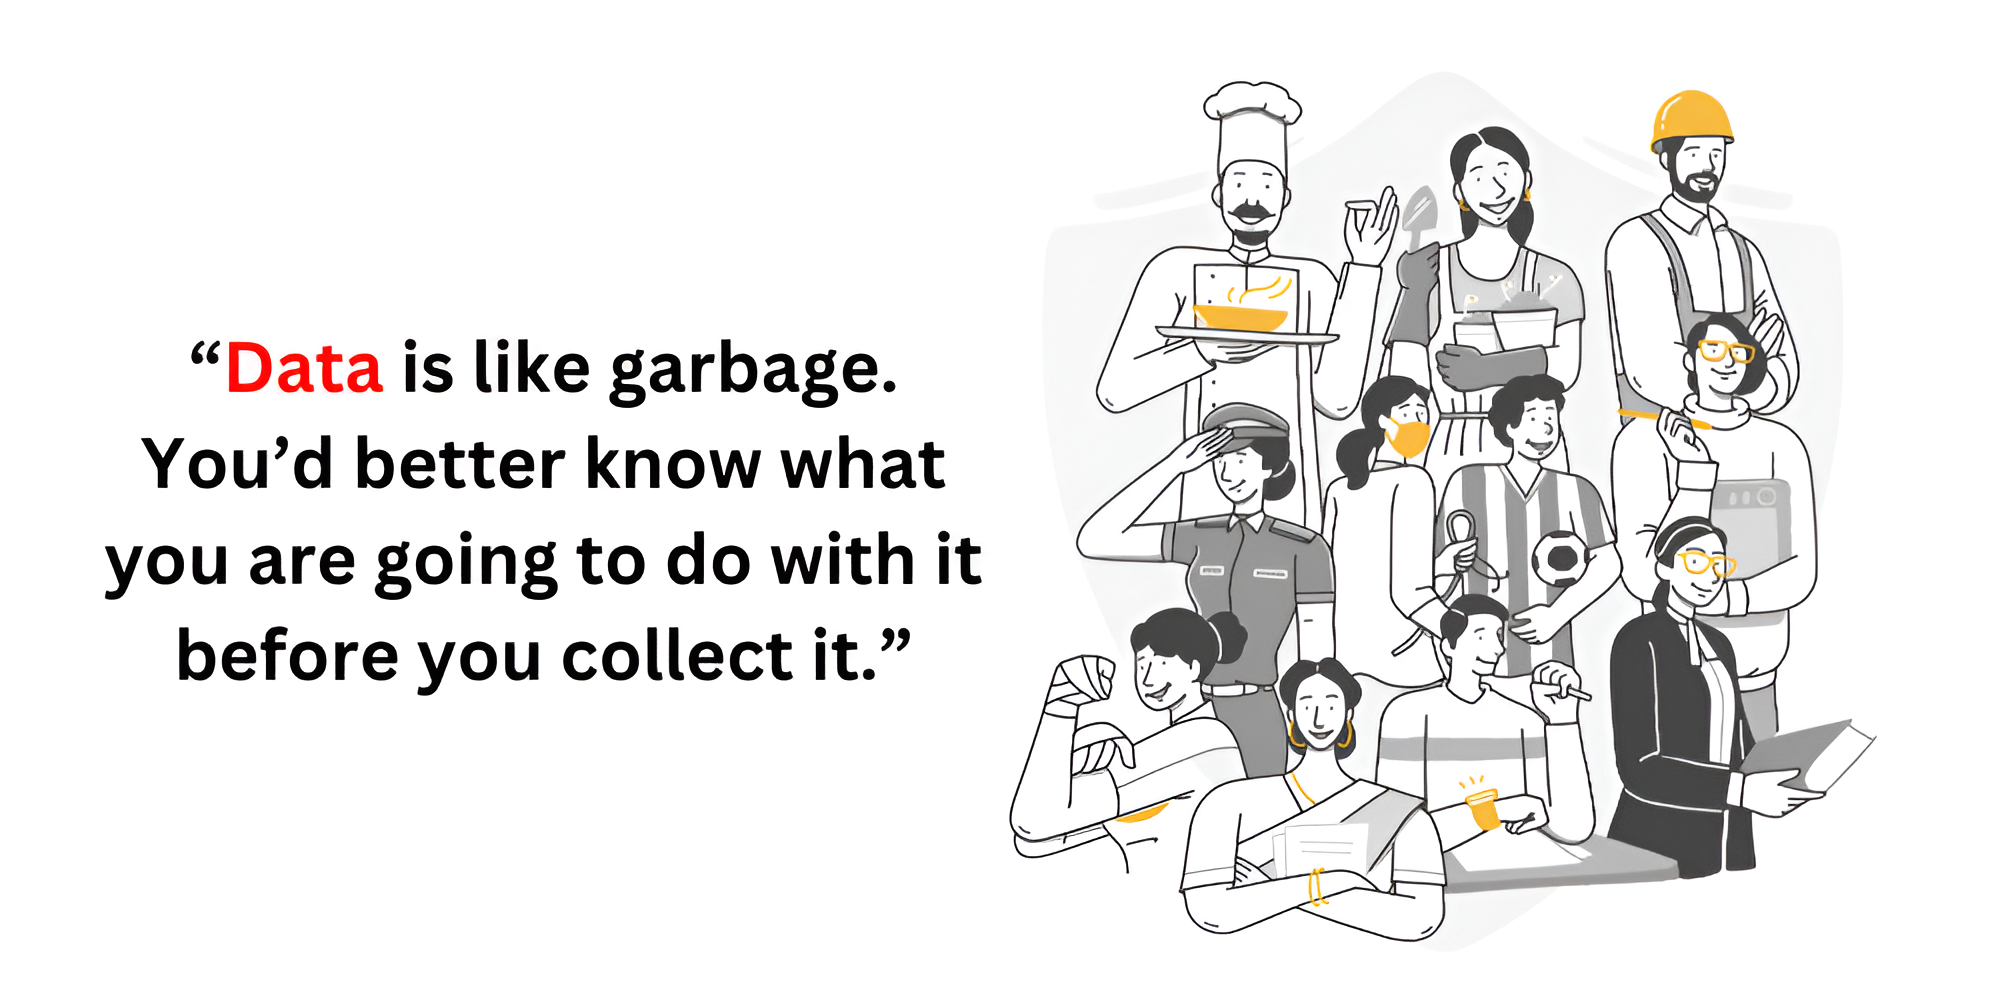 “Data is like garbage.
You’d better know what
you are going to do with it
before you collect it.”